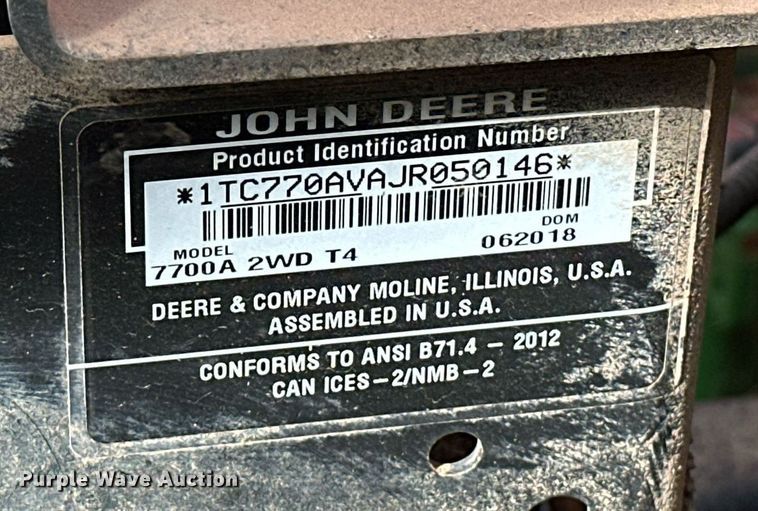 JOHN DEERE
Product Identification Number
*1TC770AVAJR050146*
MODEL DOM
7700A 2WD T4 062018
DEERE & COMPANY MOLINE, ILLINOIS, U.S.A.
ASSEMBLED IN U.S.A.
CONFORMS TO ANSI B71.4 - 2012
CAN ICES-2/NMB-2
Purple Wave Auction